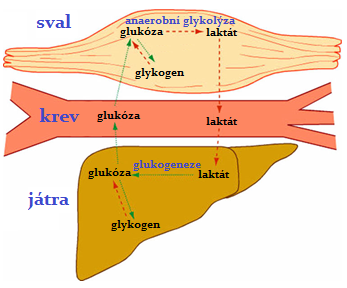 sval
anaerobní glykolýza
glukóza
laktát
glykogen
krev
glukóza
laktát
játra
glukogeneze
glukóza
laktát
glykogen